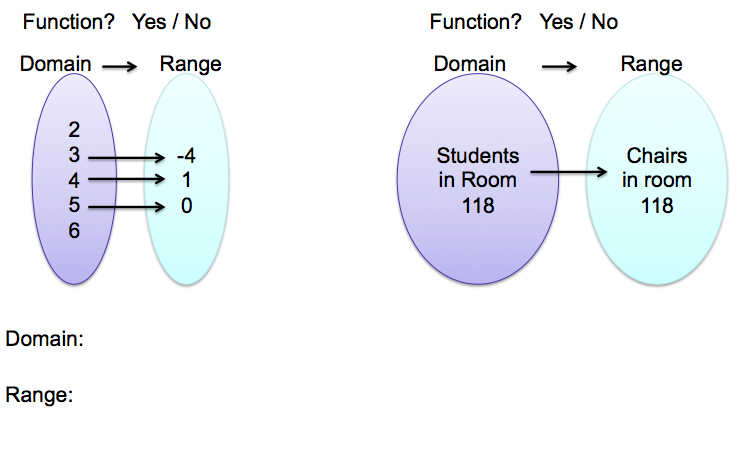 Function? Yes / No
Domain Range
2
3
4
5
6
-4
1
0
Function? Yes / No
Domain Range
Students
in Room
118
Chairs
in room
118
Domain:
Range: